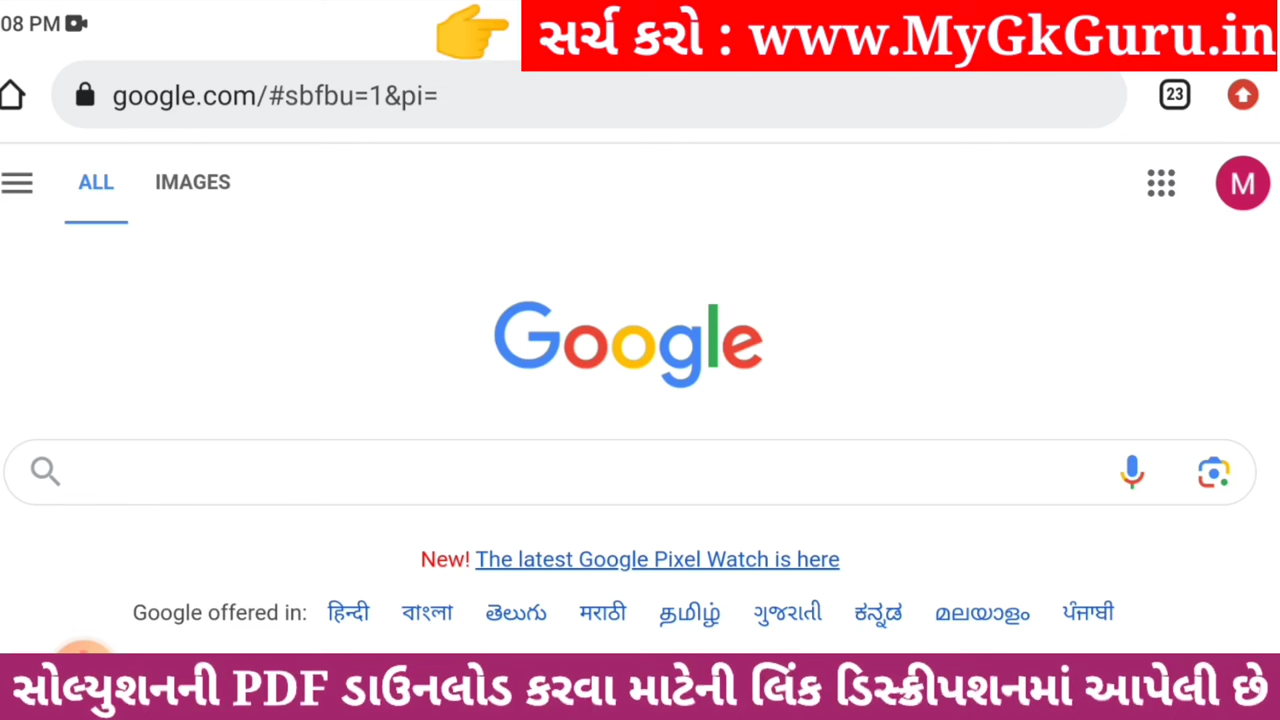 08 PM
સર્ચ કરો : www.MyGkGuru.in
google.com/#sbfbu=1&pi=
23
ALL IMAGES
M
Google
New! The latest Google Pixel Watch is here
Google offered in: हिन्दी বাংলা తెలుగు मराठी தமிழ் ગુજરાતી ಕನ್ನಡ മലയാളം ਪੰਜਾਬੀ
સોલ્યુશનની PDF ડાઉનલોડ કરવા માટેની લિંક ડિસ્ક્રીપશનમાં આપેલી છે